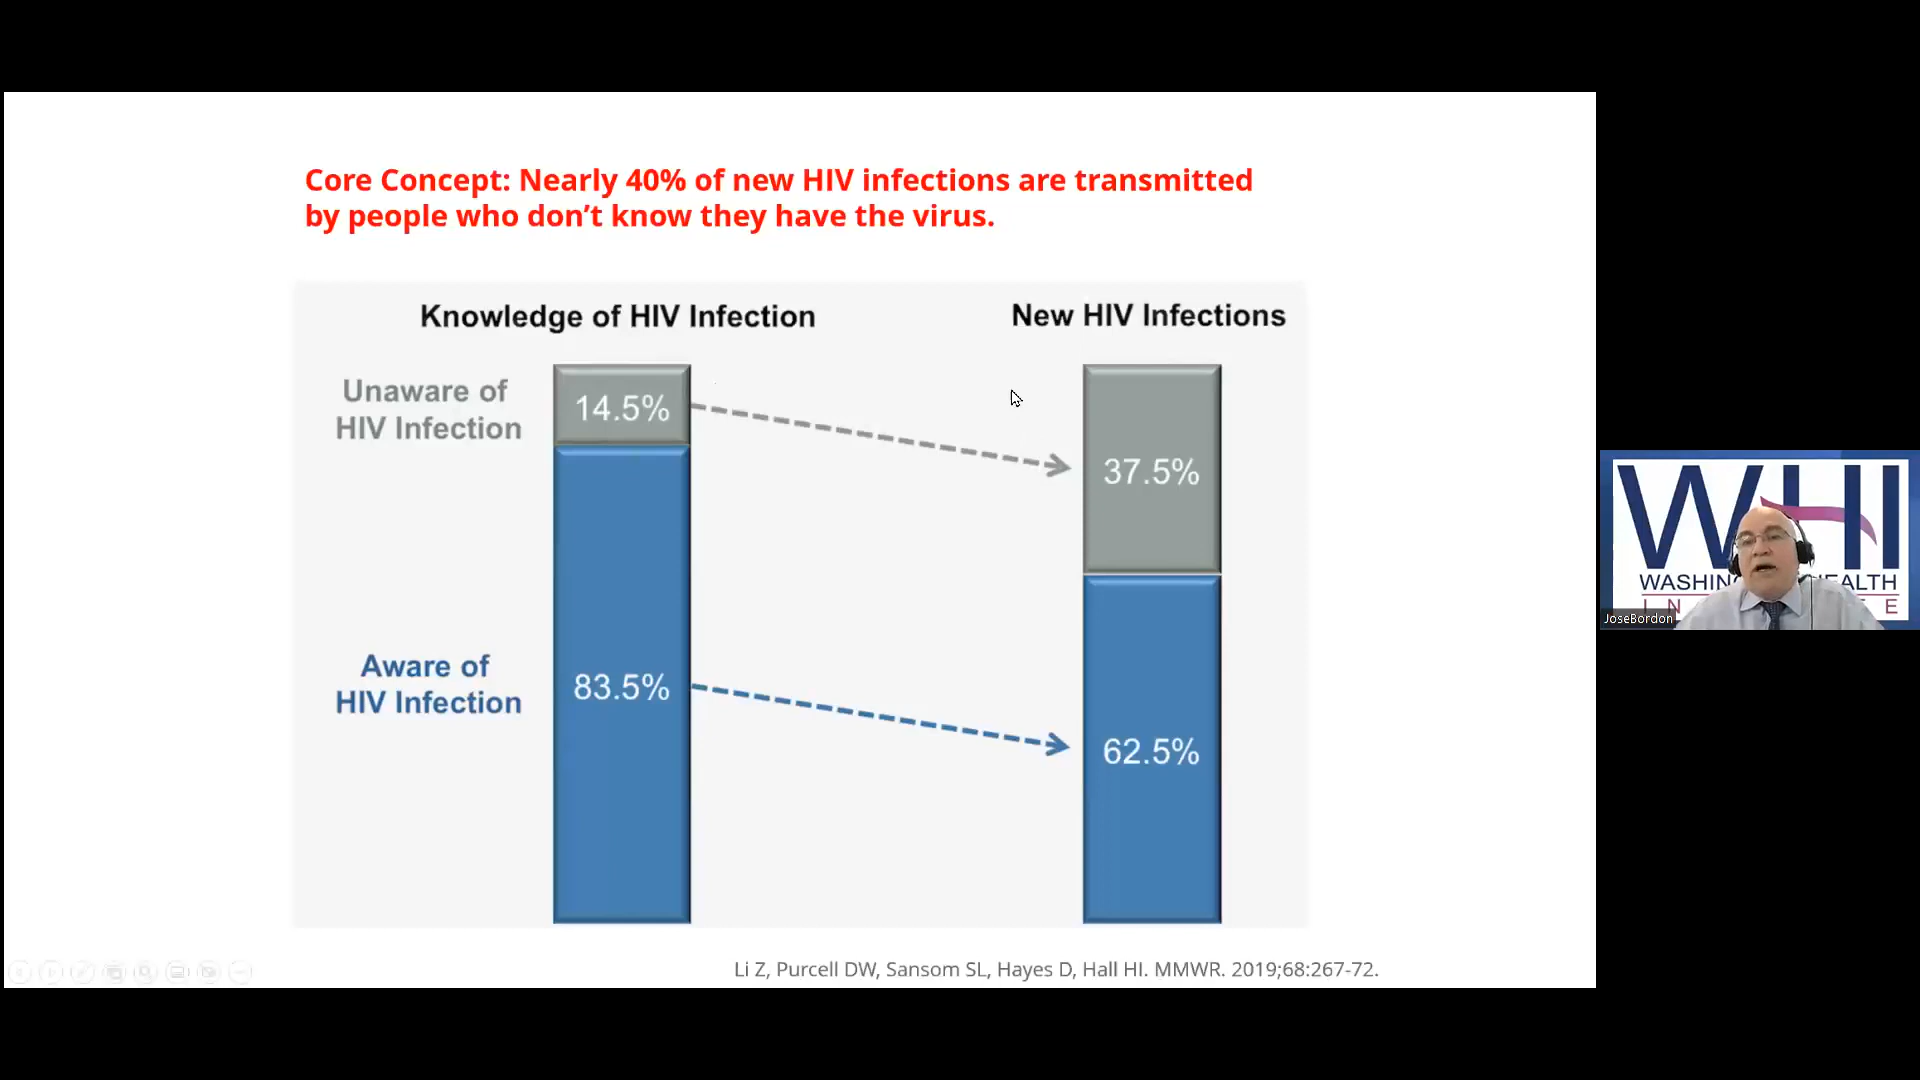 Core Concept: Nearly 40% of new HIV infections are transmitted
by people who don’t know they have the virus.
Knowledge of HIV Infection
New HIV Infections
Unaware of
HIV Infection
14.5%
37.5%
Aware of
HIV Infection
83.5%
62.5%
Li Z, Purcell DW, Sansom SL, Hayes D, Hall HI. MMWR. 2019;68:267-72.
WHI
JoseBordon